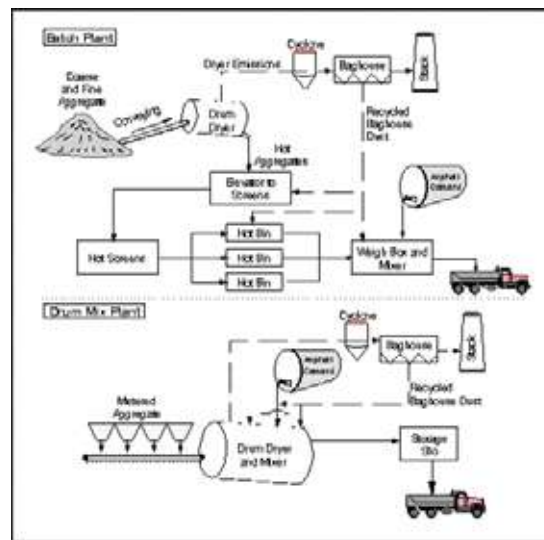 Batch Plant
Cyclone
Dryer Emissions
Baghouse
Stack
Coarse
and Fine
Aggregate
Conveying
Drum
Dryer
Recycled
Baghouse
Dust
Hot
Aggregates
Elevator to
Screens
Asphalt
Cement
Hot Screens
Hot Bin
Hot Bin
Hot Bin
Weigh Box and
Mixer
Drum Mix Plant
Cyclone
Baghouse
Stack
Asphalt
Cement
Recycled
Baghouse Dust
Metered
Aggregate
Drum Dryer
and Mixer
Storage
Silo